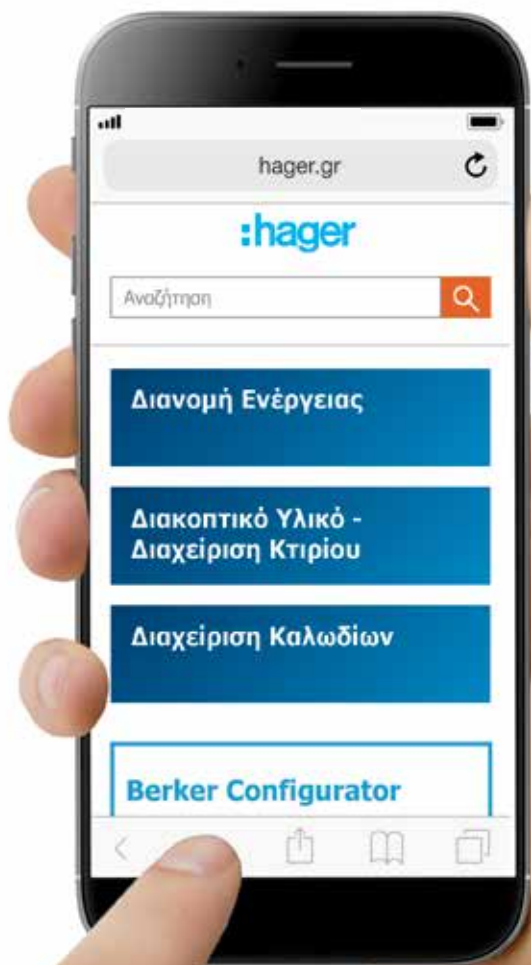 hager.gr
:hager
Αναζήτηση
Διανομή Ενέργειας
Διακοπτικό Υλικό -
Διαχείριση Κτιρίου
Διαχείριση Καλωδίων
Berker Configurator